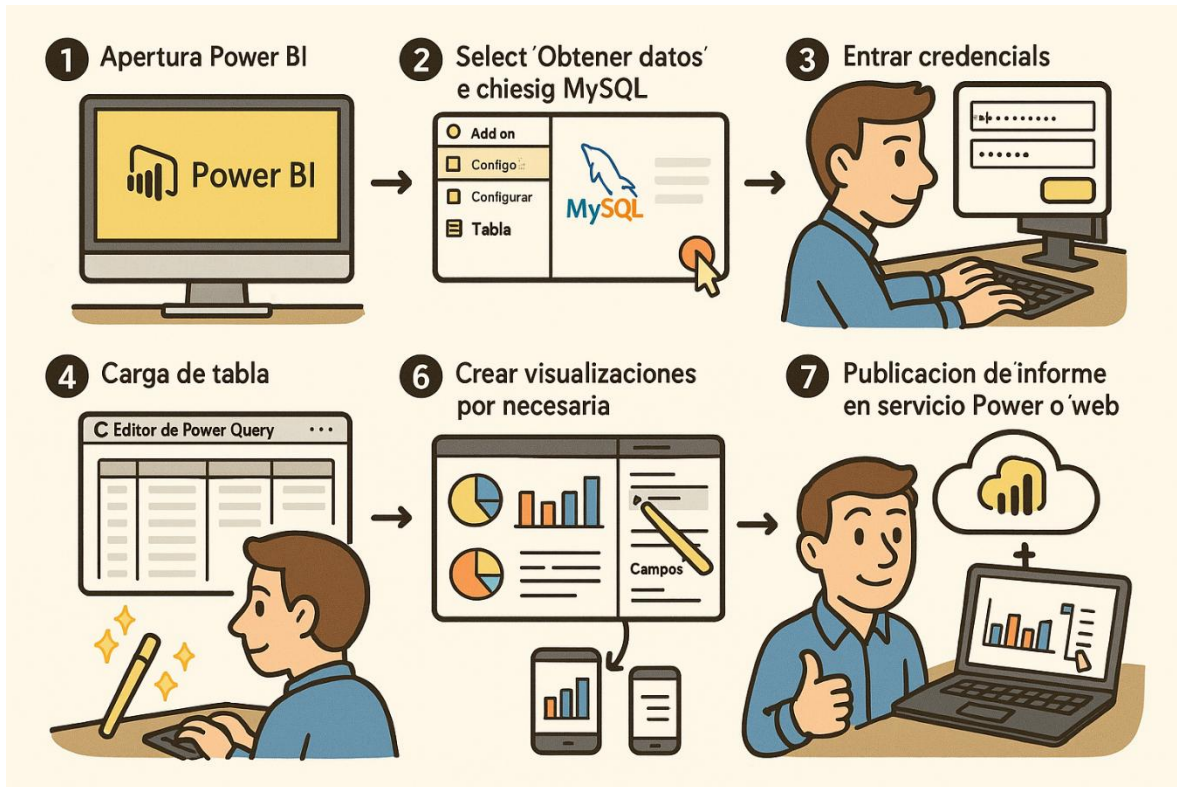 1 Apertura Power BI
Power BI
2 Select 'Obtener datos'
e chiesig MySQL
Add on
Configo
Configurar
Tabla
MySQL
3 Entrar credencials
4 Carga de tabla
C Editor de Power Query ...
6 Crear visualizaciones
por necesaria
Campos
7 Publicacion de'informe
en servicio Power o'web